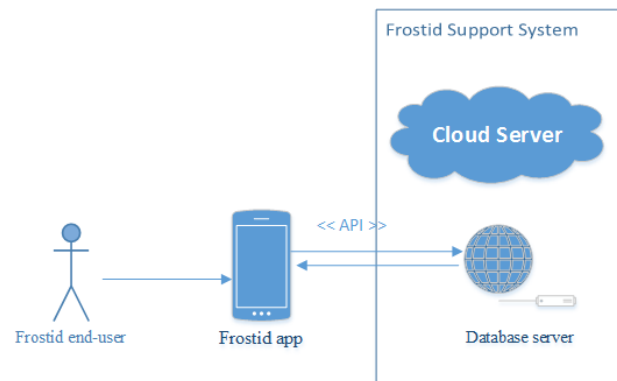 Frostid Support System
Cloud Server
<< API >>
Frostid end-user
Frostid app
Database server